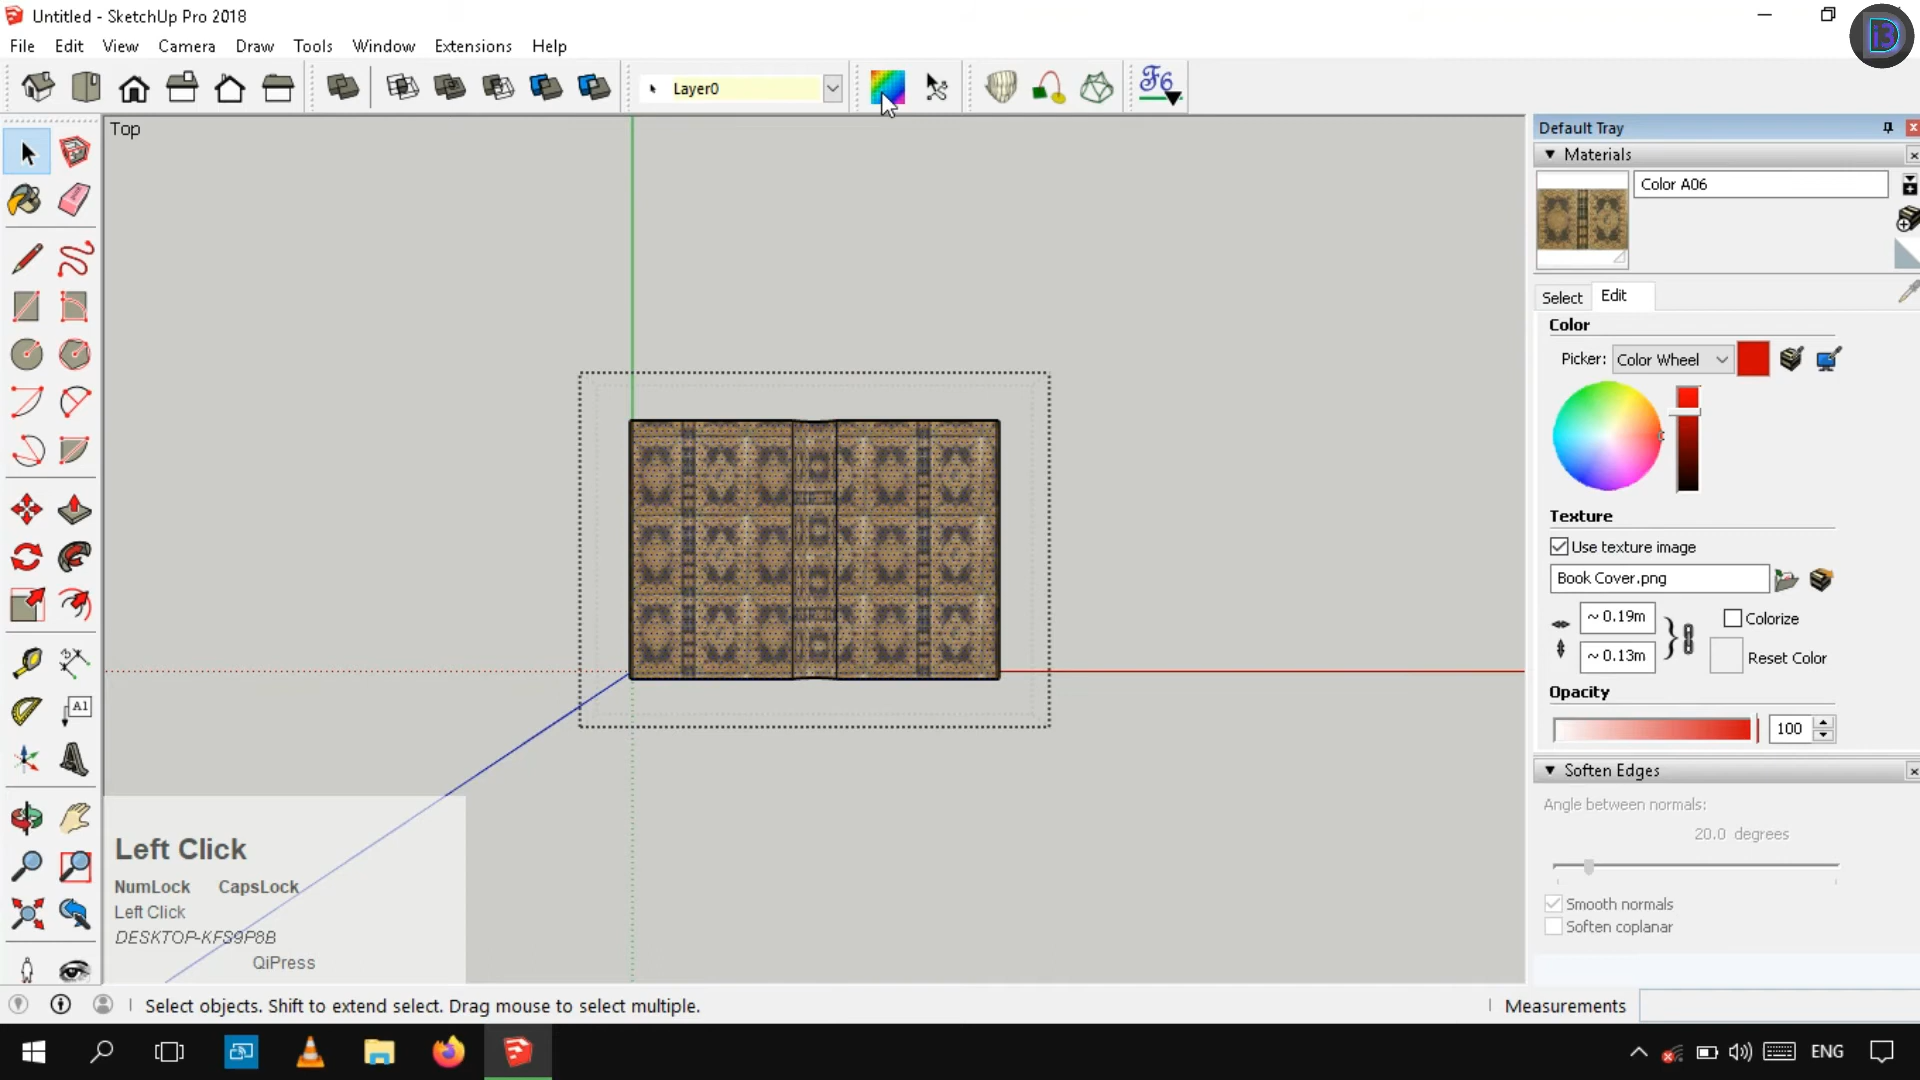 Untitled - SketchUp Pro 2018
i3
File Edit View Camera Draw Tools Window Extensions Help
Layer0
F6
Top
Default Tray
Materials
Color A06
Select Edit
Color
Picker: Color Wheel
Texture
Use texture image
Book Cover.png
~ 0.19m
Colorize
~ 0.13m
Reset Color
Opacity
100
A1
Soften Edges
Angle between normals:
20.0 degrees
Smooth normals
Soften coplanar
Left Click
NumLock CapsLock
Left Click
DESKTOP-KFS9P8B
QiPress
Select objects. Shift to extend select. Drag mouse to select multiple.
Measurements
ENG